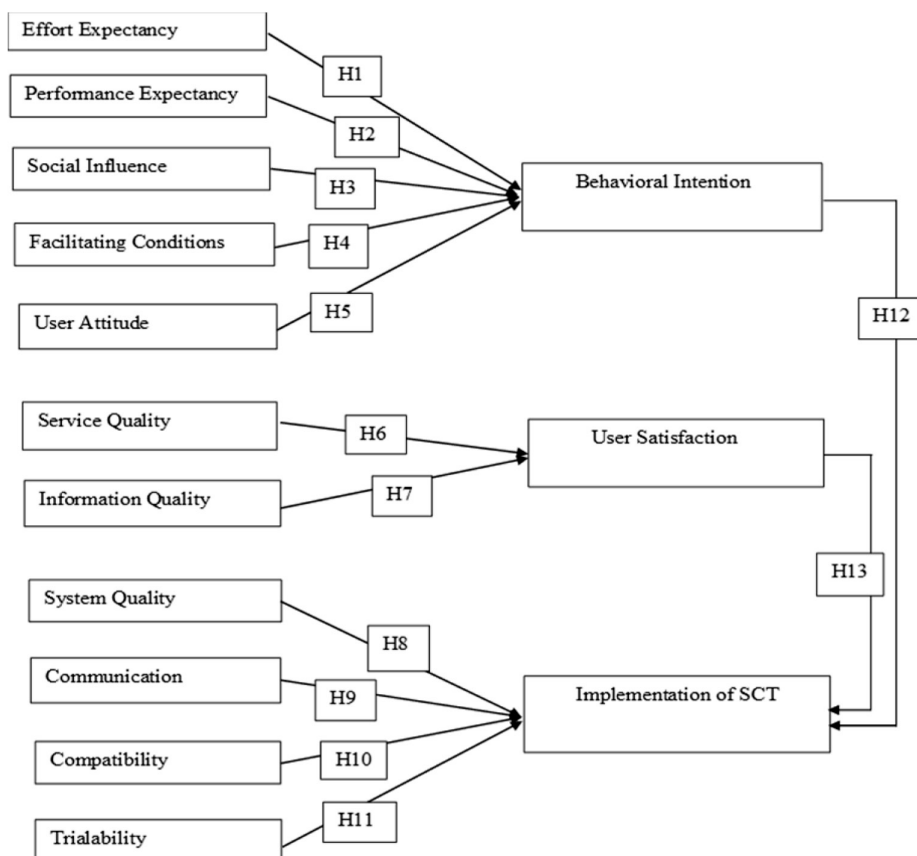 Effort Expectancy
H1
Performance Expectancy
H2
Social Influence
H3
Behavioral Intention
Facilitating Conditions
H4
User Attitude
H5
H12
Service Quality
H6
User Satisfaction
Information Quality
H7
H13
System Quality
H8
Communication
H9
Implementation of SCT
Compatibility
H10
Trialability
H11